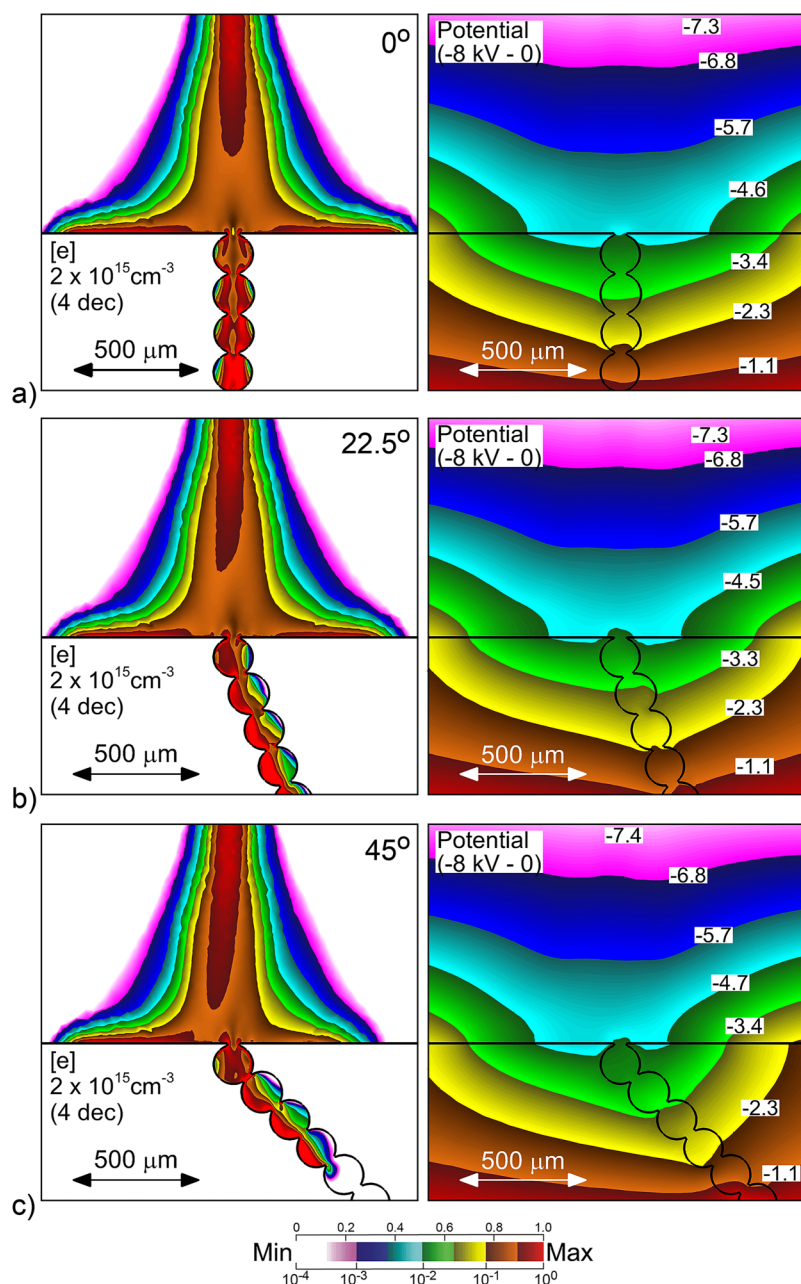 0º
[e]
2 x 10¹⁵cm⁻³
(4 dec)
500 μm
a)
Potential
(-8 kV - 0)
-7.3
-6.8
-5.7
-4.6
-3.4
-2.3
500 μm
-1.1
22.5º
[e]
2 x 10¹⁵cm⁻³
(4 dec)
500 μm
b)
Potential
(-8 kV - 0)
-7.3
-6.8
-5.7
-4.5
-3.3
-2.3
500 μm
-1.1
45º
[e]
2 x 10¹⁵cm⁻³
(4 dec)
500 μm
c)
Potential
(-8 kV - 0)
-7.4
-6.8
-5.7
-4.7
-3.4
-2.3
500 μm
-1.1
0 0.2 0.4 0.6 0.8 1.0
Min Max
10⁻⁴ 10⁻³ 10⁻² 10⁻¹ 10⁰